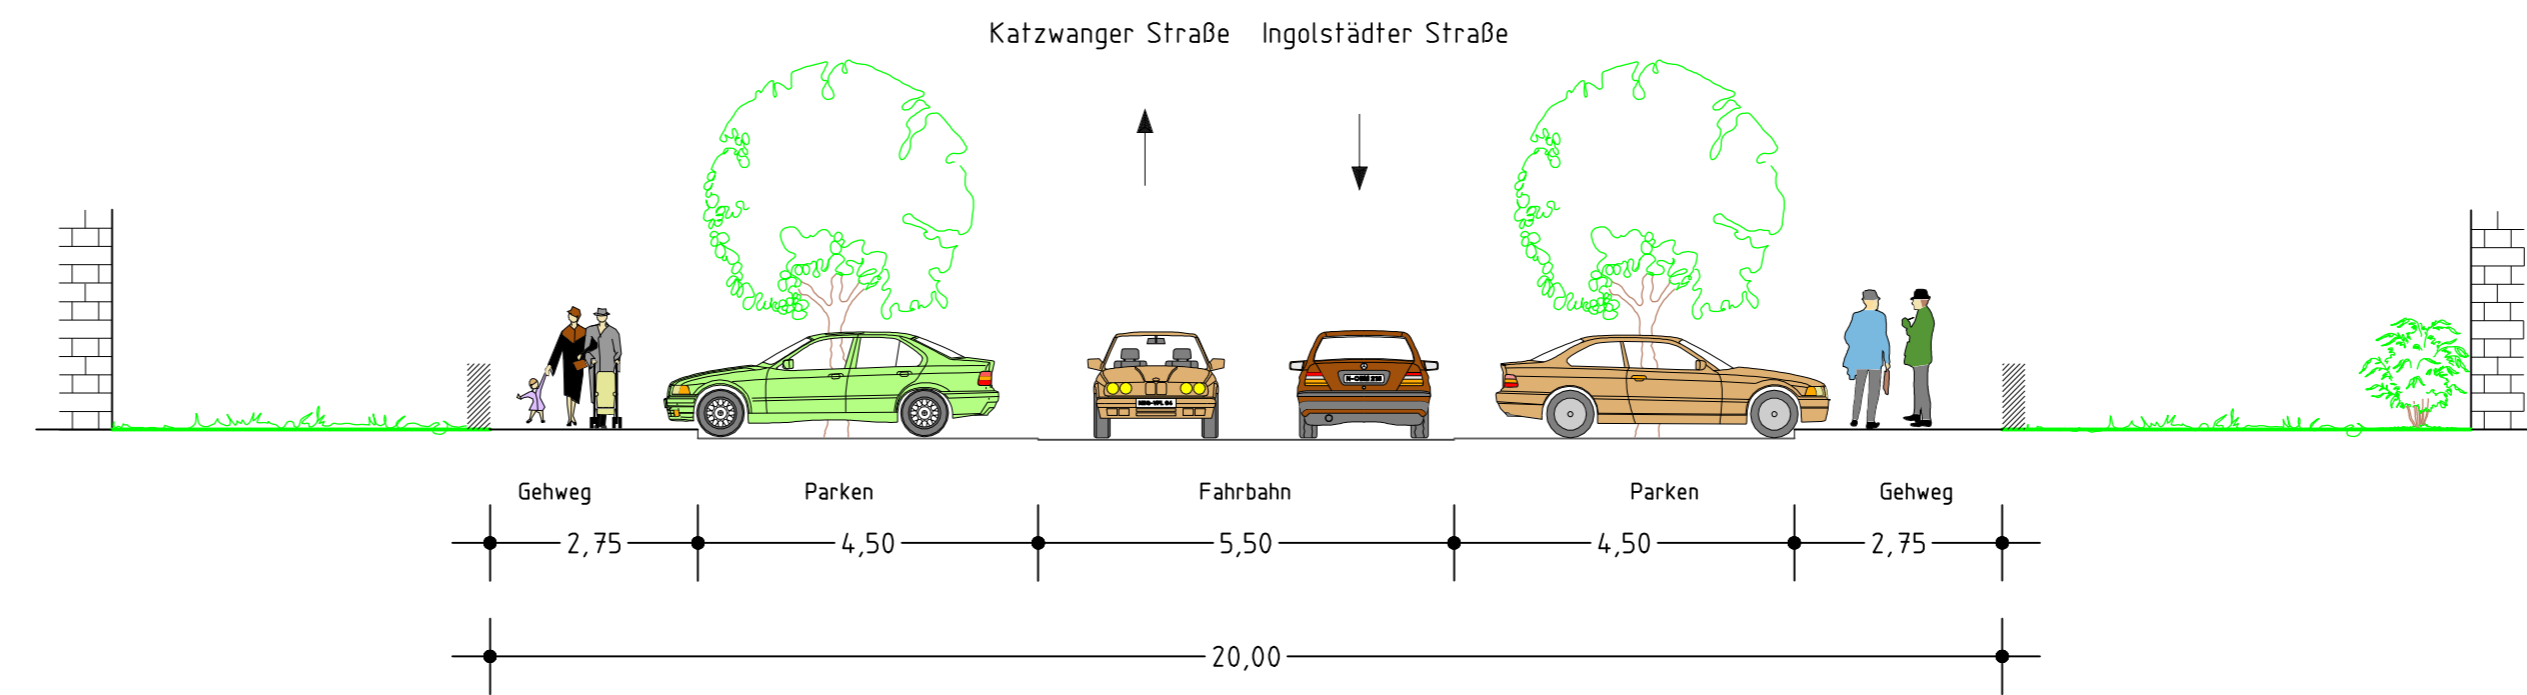 Katzwanger Straße Ingolstädter Straße
Gehweg Parken Fahrbahn Parken Gehweg
2,75 4,50 5,50 4,50 2,75
20,00